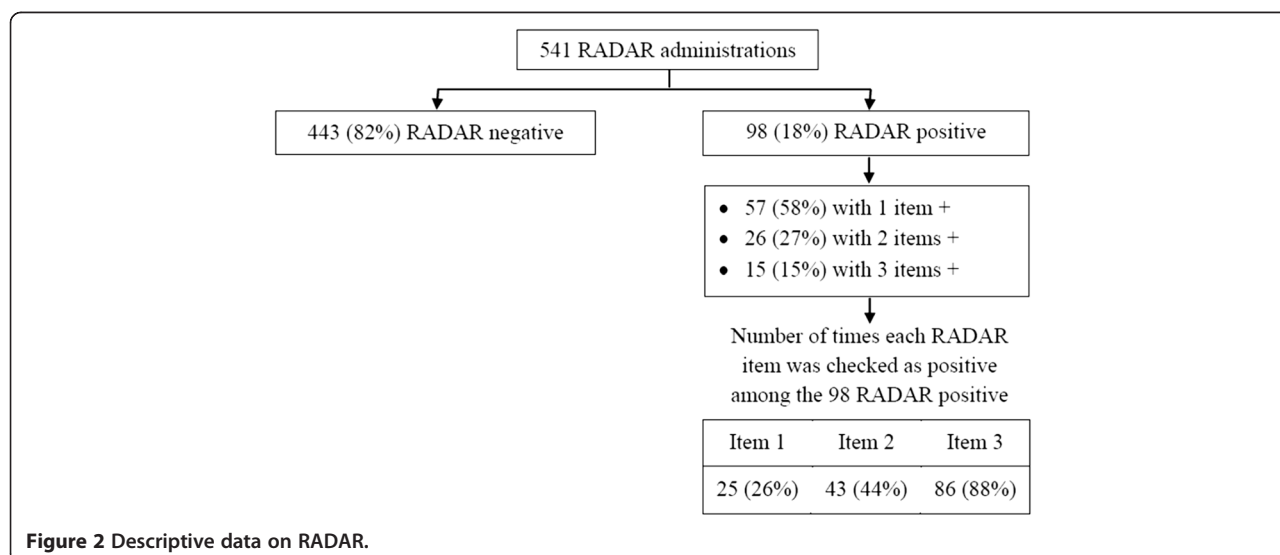 541 RADAR administrations
443 (82%) RADAR negative
98 (18%) RADAR positive
• 57 (58%) with 1 item +
• 26 (27%) with 2 items +
• 15 (15%) with 3 items +
Number of times each RADAR
item was checked as positive
among the 98 RADAR positive
Item 1 Item 2 Item 3
25 (26%) 43 (44%) 86 (88%)
Figure 2 Descriptive data on RADAR.